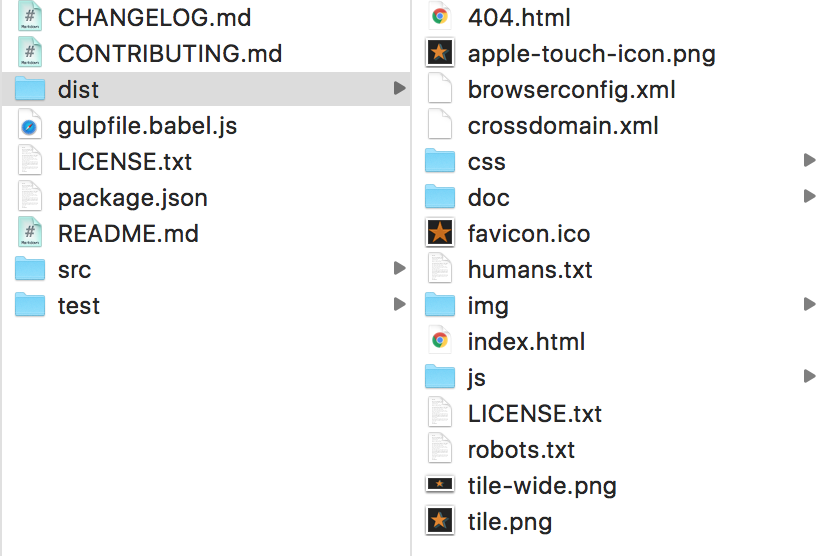 CHANGELOG.md
CONTRIBUTING.md
dist
gulpfile.babel.js
LICENSE.txt
package.json
README.md
src
test
404.html
apple-touch-icon.png
browserconfig.xml
crossdomain.xml
css
doc
favicon.ico
humans.txt
img
index.html
js
LICENSE.txt
robots.txt
tile-wide.png
tile.png